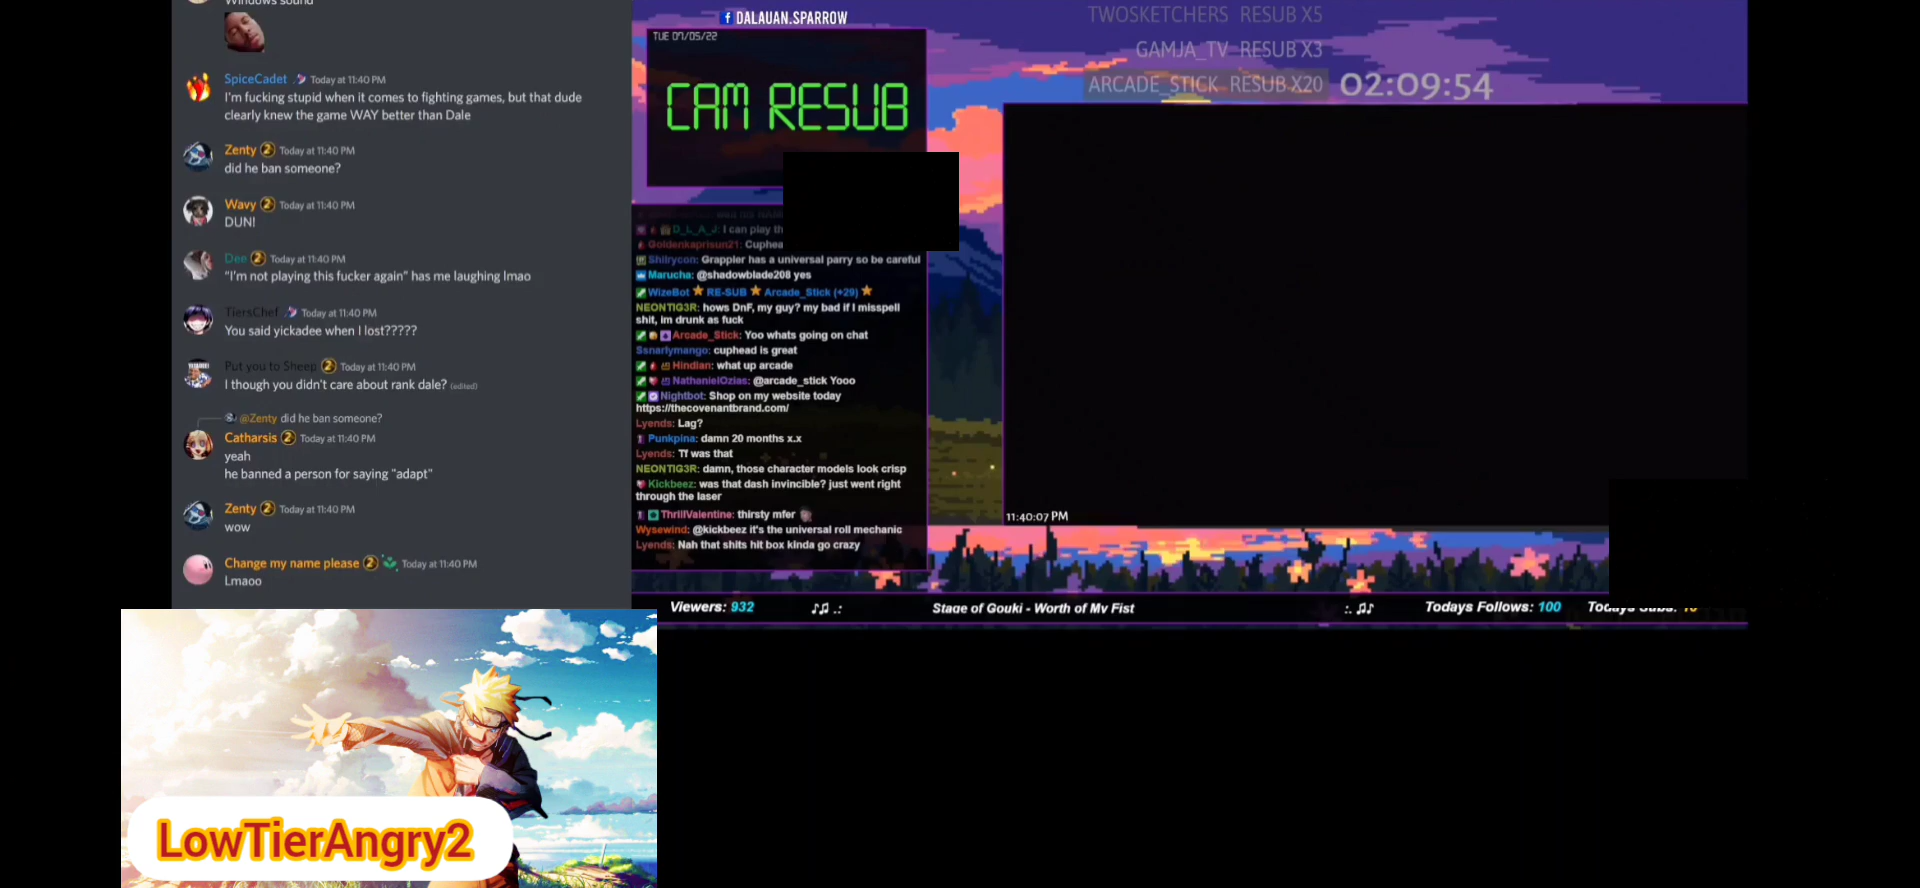 Windows sound
SpiceCadet Today at 11:40 PM
I'm fucking stupid when it comes to fighting games, but that dude
clearly knew the game WAY better than Dale
Zenty 2 Today at 11:40 PM
did he ban someone?
Wavy 2 Today at 11:40 PM
DUN!
Dee 2 Today at 11:40 PM
"I'm not playing this fucker again" has me laughing lmao
TiersChef Today at 11:40 PM
You said yickadee when I lost?????
Put you to Sheep 2 Today at 11:40 PM
I though you didn't care about rank dale? (edited)
@Zenty did he ban someone?
Catharsis 2 Today at 11:40 PM
yeah
he banned a person for saying "adapt"
Zenty 2 Today at 11:40 PM
wow
Change my name please 2 Today at 11:40 PM
Lmaoo
LowTierAngry2
f DALAUAN.SPARROW
TUE 07/05/22
CAM RESUB
TWOSKETCHERS RESUB X5
GAMJA_TV RESUB X3
ARCADE_STICK RESUB X20
02:09:54
D_L_A_J: I can play
Goldenkaprisun21:
Shilrycon: Grappler has a universal parry so be careful
Marucha: @shadowblade208 yes
WizeBot ★ RE-SUB ★ Arcade_Stick (+29) ★
NEONTIG3R: hows DnF, my guy? my bad if I misspell
shit, im drunk as fuck
Arcade_Stick: Yoo whats going on chat
Ssnarlymango: cuphead is great
Hindian: what up arcade
NathanielOzias: @arcade_stick Yooo
Nightbot: Shop on my website today
https://thecovenantbrand.com/
Lyends: Lag?
Punkpina: damn 20 months x.x
Lyends: Tf was that
NEONTIG3R: damn, those character models look crisp
Kickbeez: was that dash invincible? just went right
through the laser
ThrillValentine: thirsty mfer
Wysewind: @kickbeez it's the universal roll mechanic
Lyends: Nah that shits hit box kinda go crazy
11:40:07 PM
Viewers: 932 ♪♫ .: Stage of Gouki - Worth of My Fist :. ♫♪ Todays Follows: 100 Todays Subs: